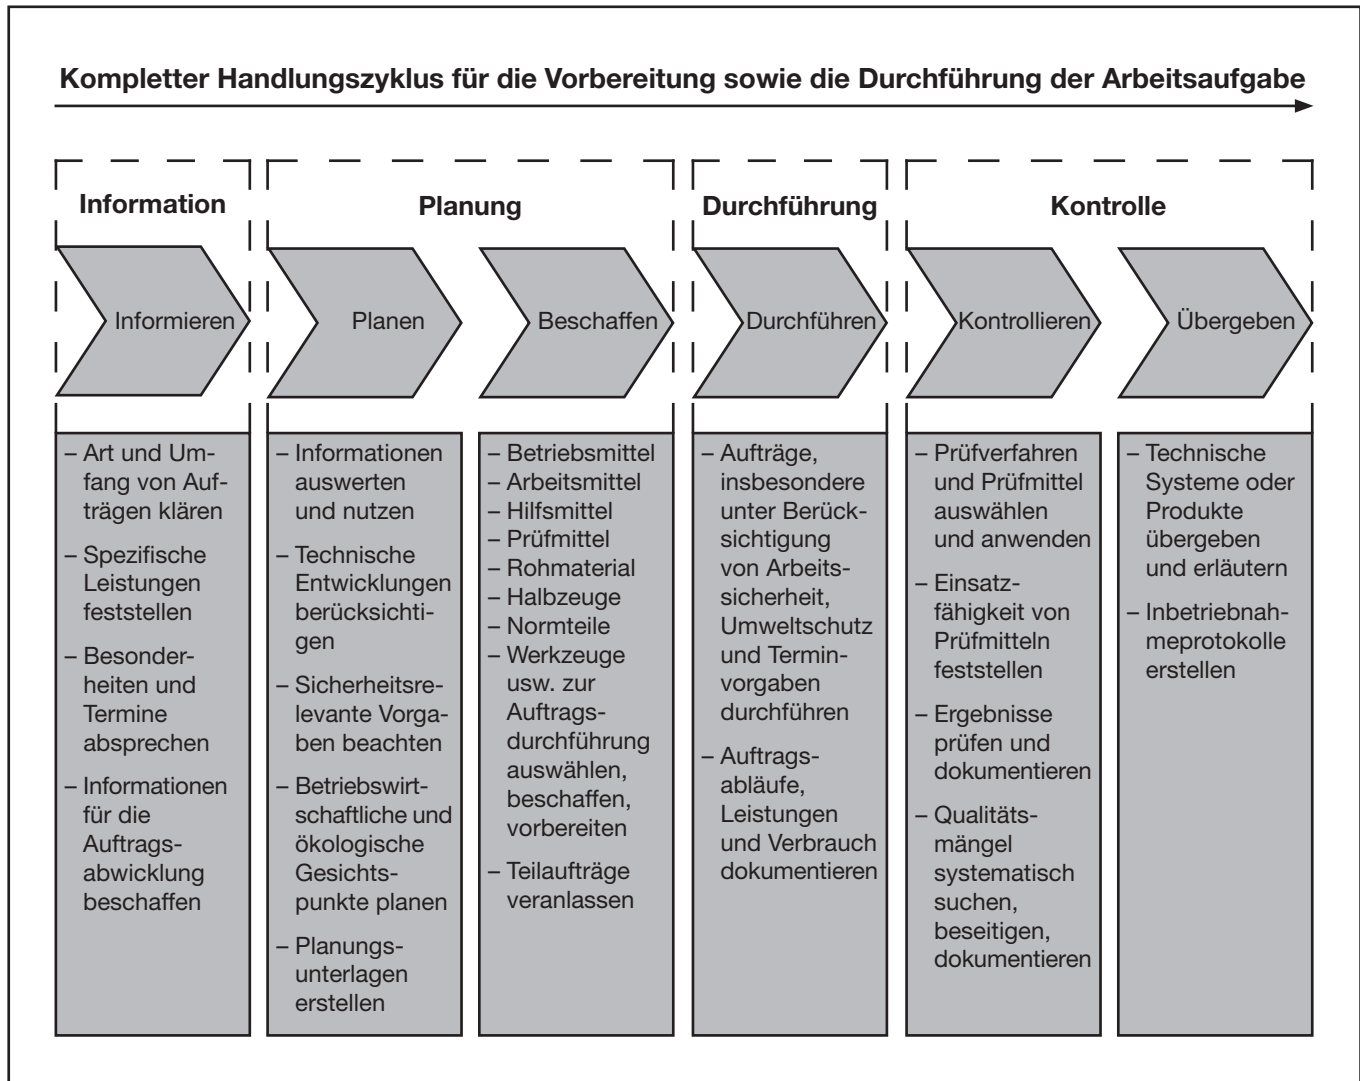 Kompletter Handlungszyklus für die Vorbereitung sowie die Durchführung der Arbeitsaufgabe
Information
Planung
Durchführung
Kontrolle
Informieren
Planen
Beschaffen
Durchführen
Kontrollieren
Übergeben
– Art und Um-
fang von Auf-
trägen klären
– Spezifische
Leistungen
feststellen
– Besonder-
heiten und
Termine
absprechen
– Informationen
für die
Auftrags-
abwicklung
beschaffen
– Informationen
auswerten
und nutzen
– Technische
Entwicklungen
berücksichti-
gen
– Sicherheitsre-
levante Vorga-
ben beachten
– Betriebswirt-
schaftliche und
ökologische
Gesichts-
punkte planen
– Planungs-
unterlagen
erstellen
– Betriebsmittel
– Arbeitsmittel
– Hilfsmittel
– Prüfmittel
– Rohmaterial
– Halbzeuge
– Normteile
– Werkzeuge
usw. zur
Auftrags-
durchführung
auswählen,
beschaffen,
vorbereiten
– Teilaufträge
veranlassen
– Aufträge,
insbesondere
unter Berück-
sichtigung
von Arbeits-
sicherheit,
Umweltschutz
und Termin-
vorgaben
durchführen
– Auftrags-
abläufe,
Leistungen
und Verbrauch
dokumentieren
– Prüfverfahren
und Prüfmittel
auswählen
und anwenden
– Einsatz-
fähigkeit von
Prüfmitteln
feststellen
– Ergebnisse
prüfen und
dokumentieren
– Qualitäts-
mängel
systematisch
suchen,
beseitigen,
dokumentieren
– Technische
Systeme oder
Produkte
übergeben
und erläutern
– Inbetriebnah-
meprotokolle
erstellen